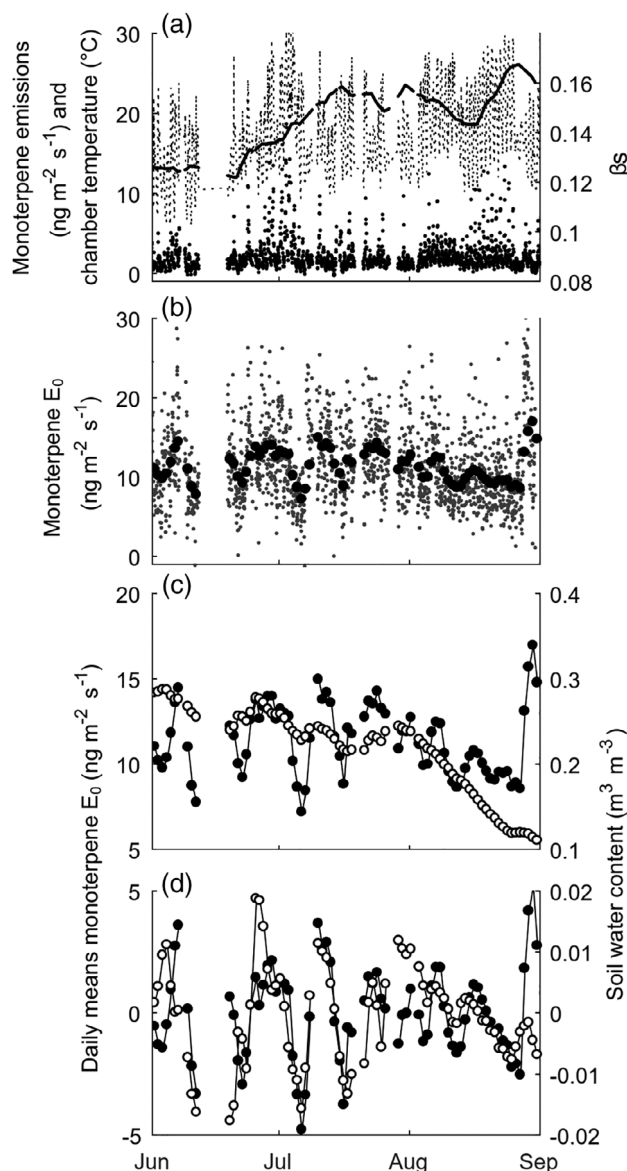 (a)
30
20
10
0
Monoterpene emissions
(ng m⁻² s⁻¹) and
chamber temperature (°C)
0.16
0.14
0.12
0.1
0.08
βs
(b)
30
20
10
0
Monoterpene E₀
(ng m⁻² s⁻¹)
(c)
20
15
10
5
0.4
0.3
0.2
0.1
(d)
5
0
-5
0.02
0.01
0
-0.01
-0.02
Daily means monoterpene E₀ (ng m⁻² s⁻¹)
Soil water content (m³ m⁻³)
Jun Jul Aug Sep